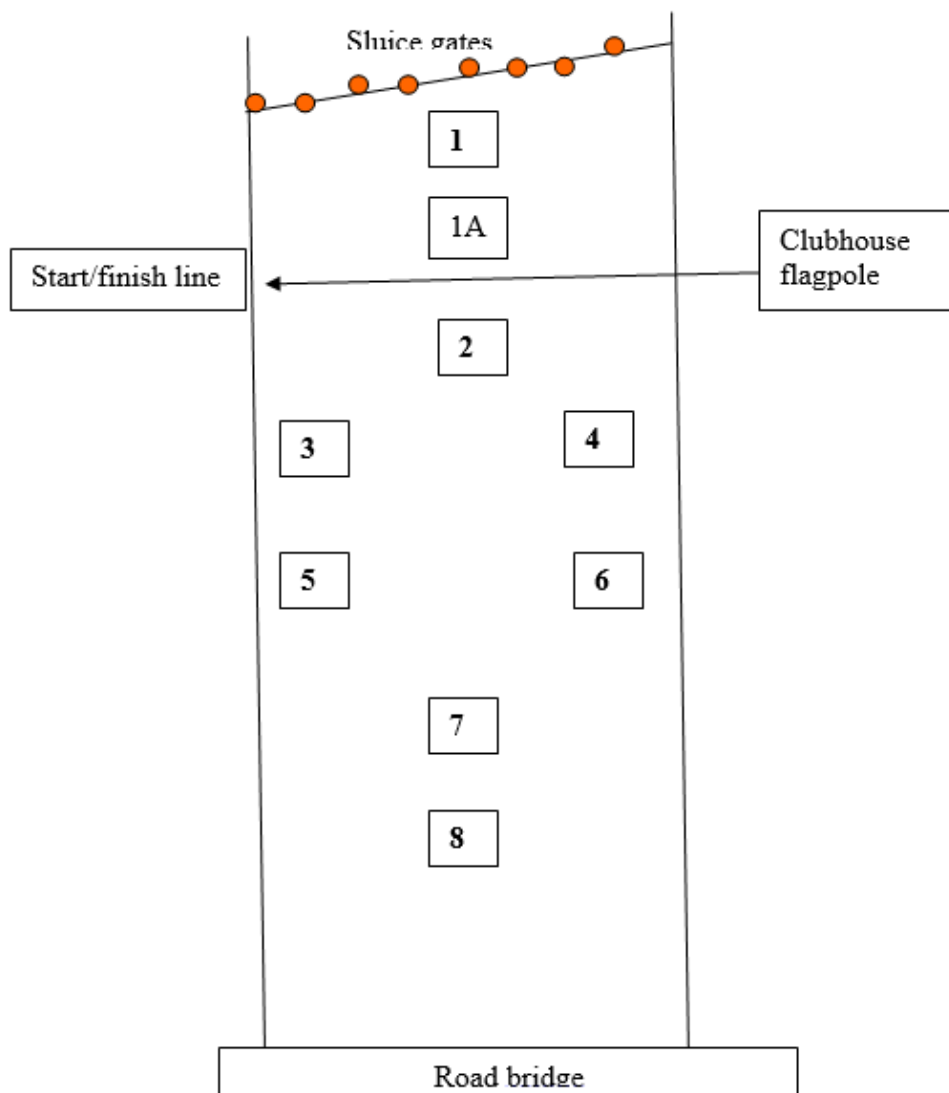 Sluice gates
1
1A
Clubhouse
flagpole
Start/finish line
2
3
4
5
6
7
8
Road bridge